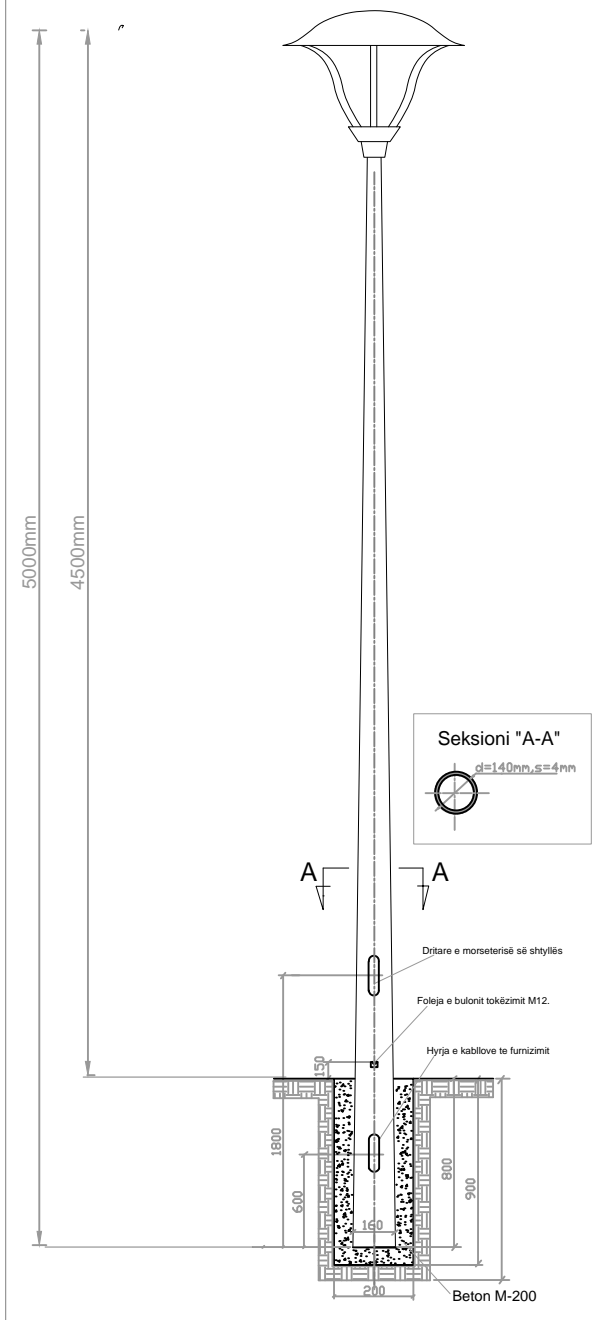 5000mm
4500mm
Seksioni "A-A"
d=140mm,s=4mm
A A
Dritare e morseterisë së shtyllës
Foleja e bulonit tokëzimit M12.
150
Hyrja e kabllove te furnizimit
1800
600
800
900
160
200
Beton M-200